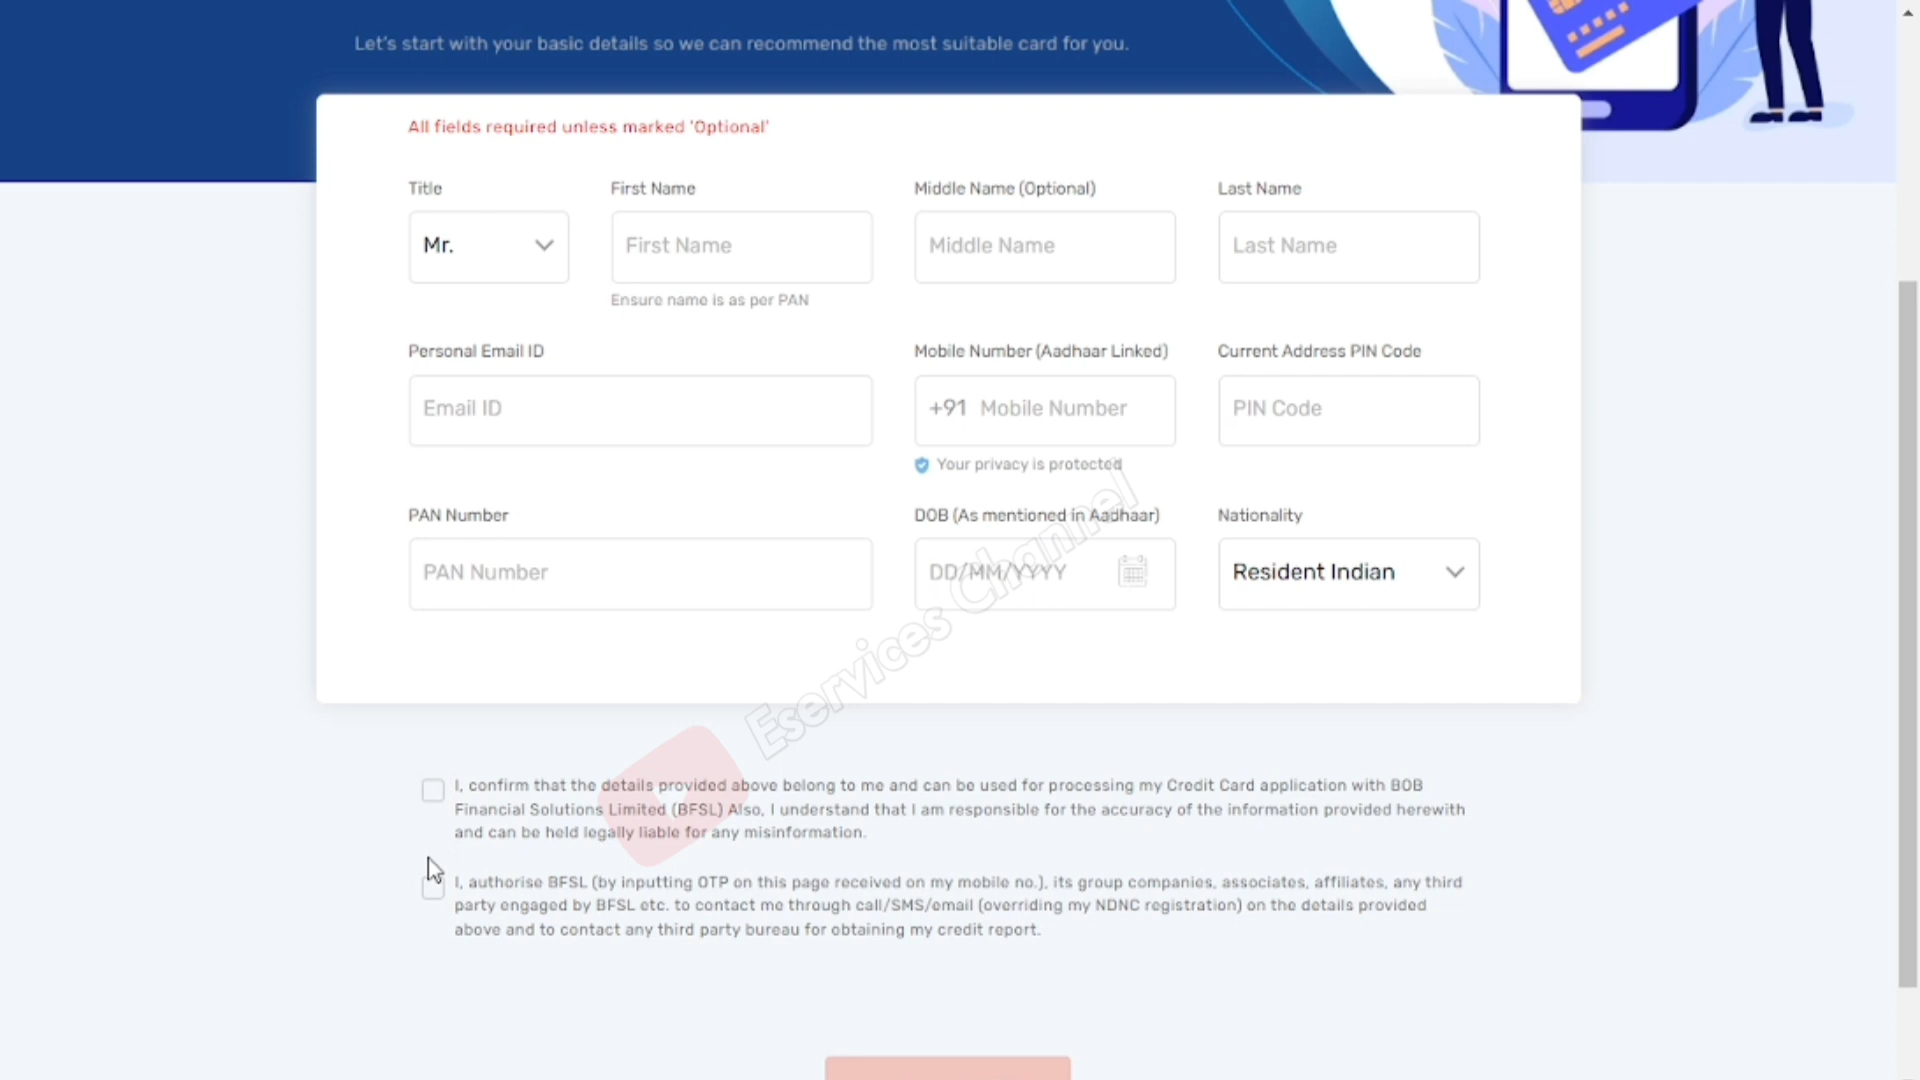 Let's start with your basic details so we can recommend the most suitable card for you.
All fields required unless marked 'Optional'
Title
First Name
Middle Name (Optional)
Last Name
Mr.
First Name
Middle Name
Last Name
Ensure name is as per PAN
Personal Email ID
Mobile Number (Aadhaar Linked)
Current Address PIN Code
Email ID
+91 Mobile Number
PIN Code
Your privacy is protected
PAN Number
DOB (As mentioned in Aadhaar)
Nationality
PAN Number
DD/MM/YYYY
Resident Indian
Eservices Channel
I, confirm that the details provided above belong to me and can be used for processing my Credit Card application with BOB
Financial Solutions Limited (BFSL) Also, I understand that I am responsible for the accuracy of the information provided herewith
and can be held legally liable for any misinformation.
I, authorise BFSL (by inputting OTP on this page received on my mobile no.), its group companies, associates, affiliates, any third
party engaged by BFSL etc. to contact me through call/SMS/email (overriding my NDNC registration) on the details provided
above and to contact any third party bureau for obtaining my credit report.